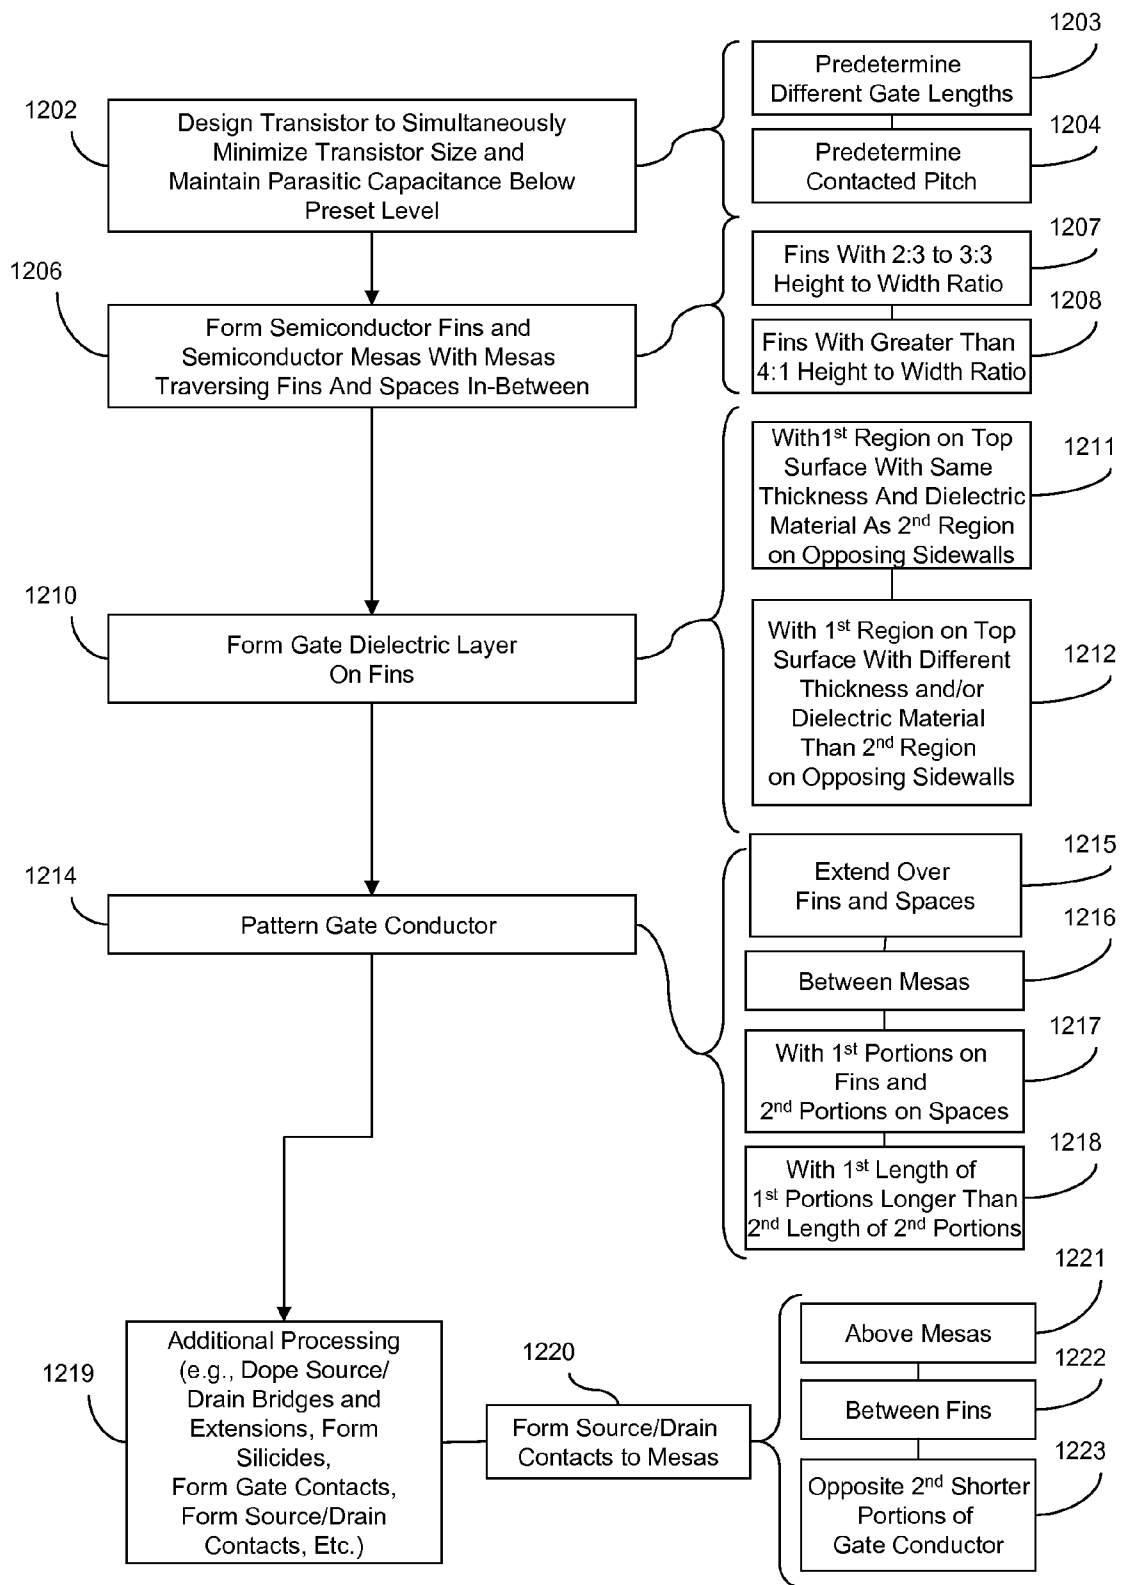 1203
Predetermine
Different Gate Lengths
1202
Design Transistor to Simultaneously
Minimize Transistor Size and
Maintain Parasitic Capacitance Below
Preset Level
1204
Predetermine
Contacted Pitch
1207
Fins With 2:3 to 3:3
Height to Width Ratio
1206
Form Semiconductor Fins and
Semiconductor Mesas With Mesas
Traversing Fins And Spaces In-Between
1208
Fins With Greater Than
4:1 Height to Width Ratio
1211
With1st Region on Top
Surface With Same
Thickness And Dielectric
Material As 2nd Region
on Opposing Sidewalls
1210
Form Gate Dielectric Layer
On Fins
1212
With 1st Region on Top
Surface With Different
Thickness and/or
Dielectric Material
Than 2nd Region
on Opposing Sidewalls
1215
Extend Over
Fins and Spaces
1214
Pattern Gate Conductor
1216
Between Mesas
1217
With 1st Portions on
Fins and
2nd Portions on Spaces
1218
With 1st Length of
1st Portions Longer Than
2nd Length of 2nd Portions
1219
Additional Processing
(e.g., Dope Source/
Drain Bridges and
Extensions, Form
Silicides,
Form Gate Contacts,
Form Source/Drain
Contacts, Etc.)
1220
Form Source/Drain
Contacts to Mesas
1221
Above Mesas
1222
Between Fins
1223
Opposite 2nd Shorter
Portions of
Gate Conductor